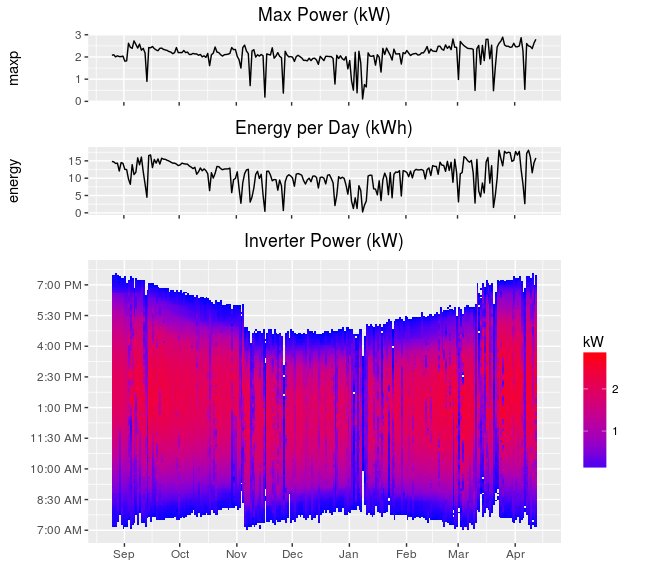 Max Power (kW)
maxp
3
2
1
0
Energy per Day (kWh)
energy
15
10
5
0
Inverter Power (kW)
7:00 PM
5:30 PM
4:00 PM
2:30 PM
1:00 PM
11:30 AM
10:00 AM
8:30 AM
7:00 AM
Sep Oct Nov Dec Jan Feb Mar Apr
kW
2
1